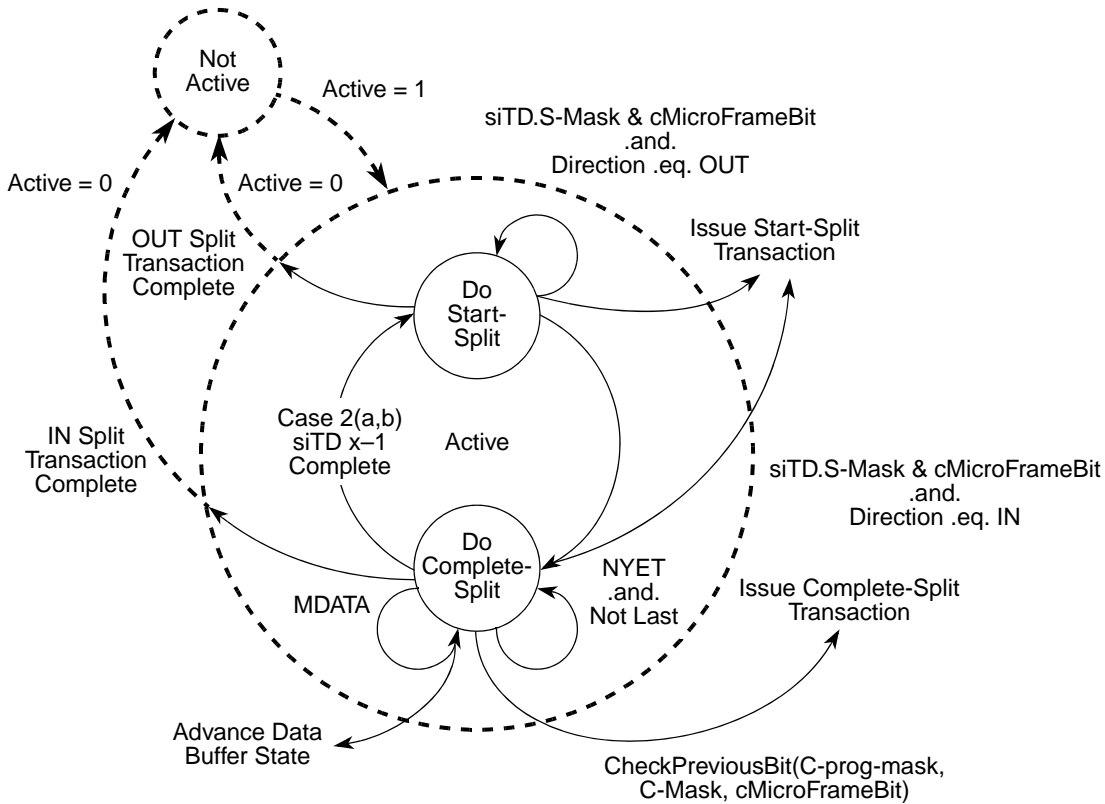 Not
Active
Active = 1
siTD.S-Mask & cMicroFrameBit
.and.
Direction .eq. OUT
Active = 0
Active = 0
OUT Split
Transaction
Complete
Issue Start-Split
Transaction
Do
Start-
Split
Case 2(a,b)
siTD x–1
Complete
Active
IN Split
Transaction
Complete
siTD.S-Mask & cMicroFrameBit
.and.
Direction .eq. IN
Do
Complete-
Split
NYET
.and.
Not Last
MDATA
Issue Complete-Split
Transaction
Advance Data
Buffer State
CheckPreviousBit(C-prog-mask,
C-Mask, cMicroFrameBit)